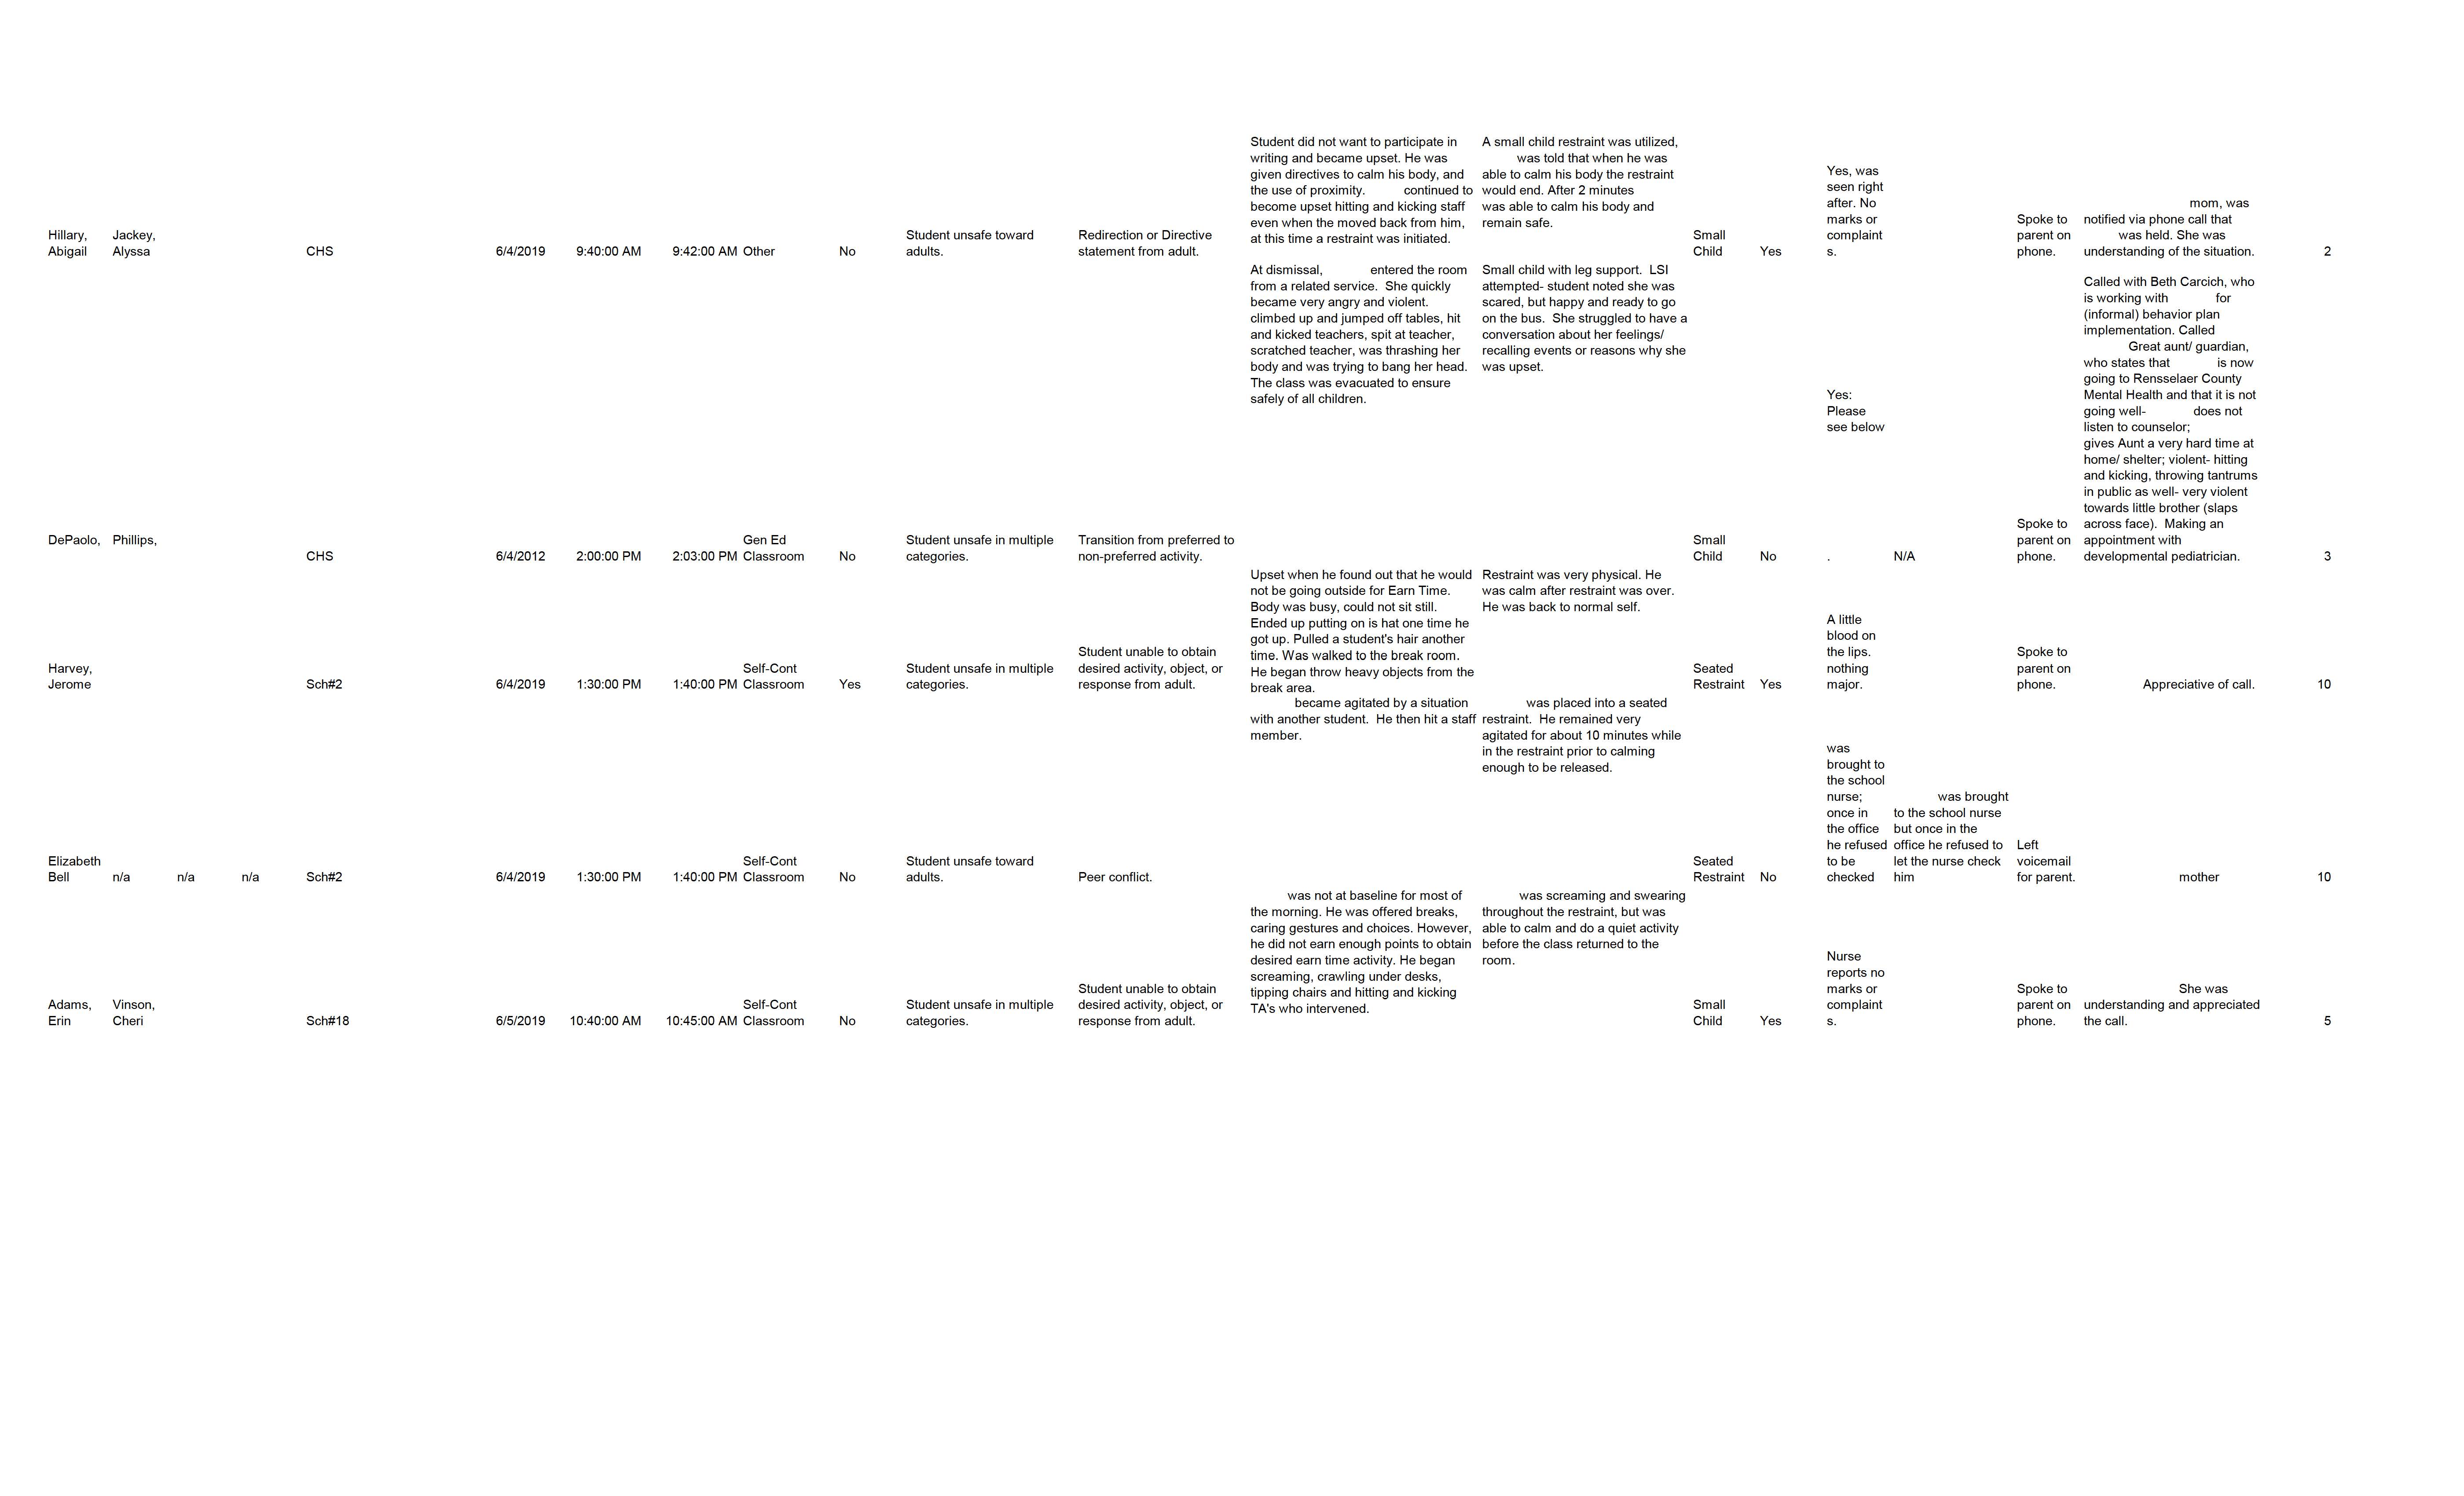 Hillary, Abigail Jackey, Alyssa CHS 6/4/2019 9:40:00 AM 9:42:00 AM Other No
Student unsafe toward
adults.
Redirection or Directive
statement from adult.
Student did not want to participate in
writing and became upset. He was
given directives to calm his body, and
the use of proximity. continued to
become upset hitting and kicking staff
even when the moved back from him,
at this time a restraint was initiated.
A small child restraint was utilized,
was told that when he was
able to calm his body the restraint
would end. After 2 minutes
was able to calm his body and
remain safe.
Small
Child
Yes
Yes, was
seen right
after. No
marks or
complaint
s.
Spoke to
parent on
phone.
mom, was
notified via phone call that
was held. She was
understanding of the situation.
2
DePaolo, Phillips,
CHS 6/4/2012 2:00:00 PM 2:03:00 PM
Gen Ed
Classroom
No
Student unsafe in multiple
categories.
Transition from preferred to
non-preferred activity.
At dismissal, entered the room
from a related service. She quickly
became very angry and violent.
climbed up and jumped off tables, hit
and kicked teachers, spit at teacher,
scratched teacher, was thrashing her
body and was trying to bang her head.
The class was evacuated to ensure
safely of all children.
Small child with leg support. LSI
attempted- student noted she was
scared, but happy and ready to go
on the bus. She struggled to have a
conversation about her feelings/
recalling events or reasons why she
was upset.
Small
Child
No
Yes:
Please
see below
.
N/A
Spoke to
parent on
phone.
Called with Beth Carcich, who
is working with for
(informal) behavior plan
implementation. Called
Great aunt/ guardian,
who states that is now
going to Rensselaer County
Mental Health and that it is not
going well- does not
listen to counselor;
gives Aunt a very hard time at
home/ shelter; violent- hitting
and kicking, throwing tantrums
in public as well- very violent
towards little brother (slaps
across face). Making an
appointment with
developmental pediatrician.
3
Harvey,
Jerome
Sch#2 6/4/2019 1:30:00 PM 1:40:00 PM
Self-Cont
Classroom
Yes
Student unsafe in multiple
categories.
Student unable to obtain
desired activity, object, or
response from adult.
Upset when he found out that he would
not be going outside for Earn Time.
Body was busy, could not sit still.
Ended up putting on is hat one time he
got up. Pulled a student's hair another
time. Was walked to the break room.
He began throw heavy objects from the
break area.
Restraint was very physical. He
was calm after restraint was over.
He was back to normal self.
Seated
Restraint
Yes
A little
blood on
the lips.
nothing
major.
Spoke to
parent on
phone.
Appreciative of call.
10
Elizabeth
Bell
n/a n/a n/a Sch#2 6/4/2019 1:30:00 PM 1:40:00 PM
Self-Cont
Classroom
No
Student unsafe toward
adults.
Peer conflict.
became agitated by a situation
with another student. He then hit a staff
member.
was placed into a seated
restraint. He remained very
agitated for about 10 minutes while
in the restraint prior to calming
enough to be released.
Seated
Restraint
No
was
brought to
the school
nurse;
once in
the office
he refused
to be
checked
was brought
to the school nurse
but once in the
office he refused to
let the nurse check
him
Left
voicemail
for parent.
mother
10
Adams,
Erin
Vinson,
Cheri
Sch#18 6/5/2019 10:40:00 AM 10:45:00 AM
Self-Cont
Classroom
No
Student unsafe in multiple
categories.
Student unable to obtain
desired activity, object, or
response from adult.
was not at baseline for most of
the morning. He was offered breaks,
caring gestures and choices. However,
he did not earn enough points to obtain
desired earn time activity. He began
screaming, crawling under desks,
tipping chairs and hitting and kicking
TA's who intervened.
was screaming and swearing
throughout the restraint, but was
able to calm and do a quiet activity
before the class returned to the
room.
Small
Child
Yes
Nurse
reports no
marks or
complaint
s.
Spoke to
parent on
phone.
She was
understanding and appreciated
the call.
5